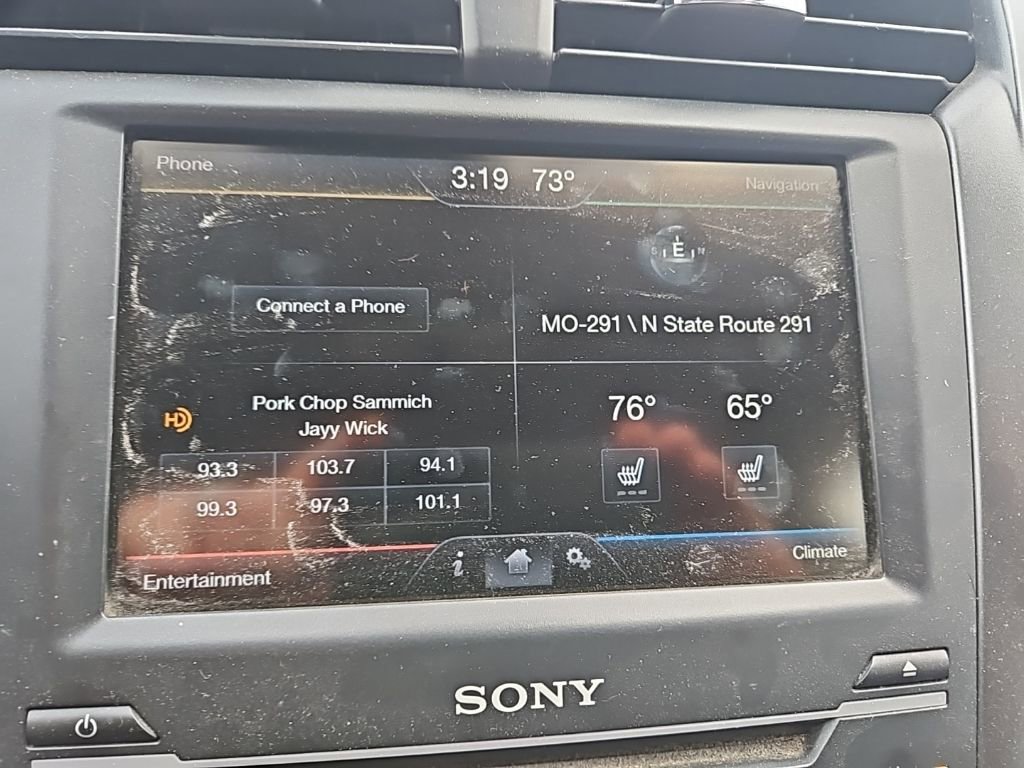 Phone
3:19 73°
Navigation
S E N
Connect a Phone
MO-291 \ N State Route 291
HD
Pork Chop Sammich
Jayy Wick
76° 65°
93.3 103.7 94.1
99.3 97.3 101.1
Entertainment
i
Climate
SONY